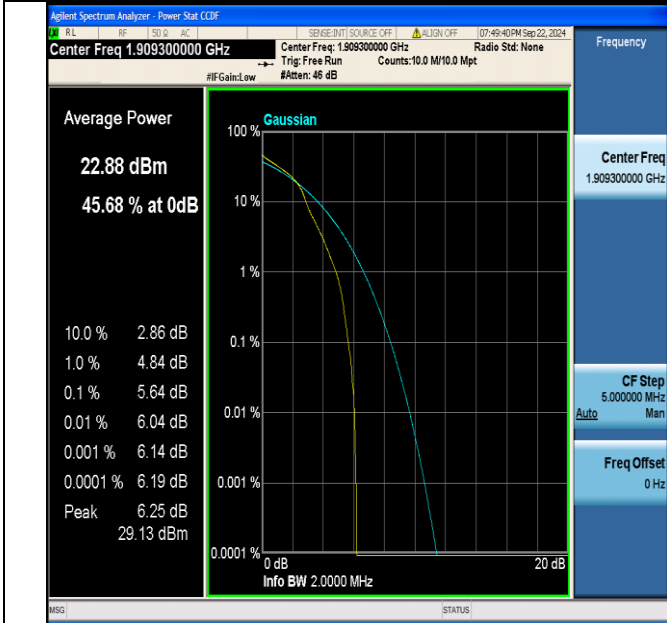 Agilent Spectrum Analyzer - Power Stat CCDF
RL RF 50 Ω AC SENSE:INT SOURCE OFF ALIGN OFF 07:49:40 PM Sep 22, 2024
Center Freq 1.909300000 GHz
Center Freq: 1.909300000 GHz Radio Std: None
Trig: Free Run Counts:10.0 M/10.0 Mpt
#IFGain:Low #Atten: 46 dB
Frequency
Average Power
22.88 dBm
45.68 % at 0dB
10.0 % 2.86 dB
1.0 % 4.84 dB
0.1 % 5.64 dB
0.01 % 6.04 dB
0.001 % 6.14 dB
0.0001 % 6.19 dB
Peak 6.25 dB
29.13 dBm
Gaussian
100 %
10 %
1 %
0.1 %
0.01 %
0.001 %
0.0001 %
0 dB 20 dB
Info BW 2.0000 MHz
Center Freq
1.909300000 GHz
CF Step
5.000000 MHz
Auto Man
Freq Offset
0 Hz
MSG STATUS